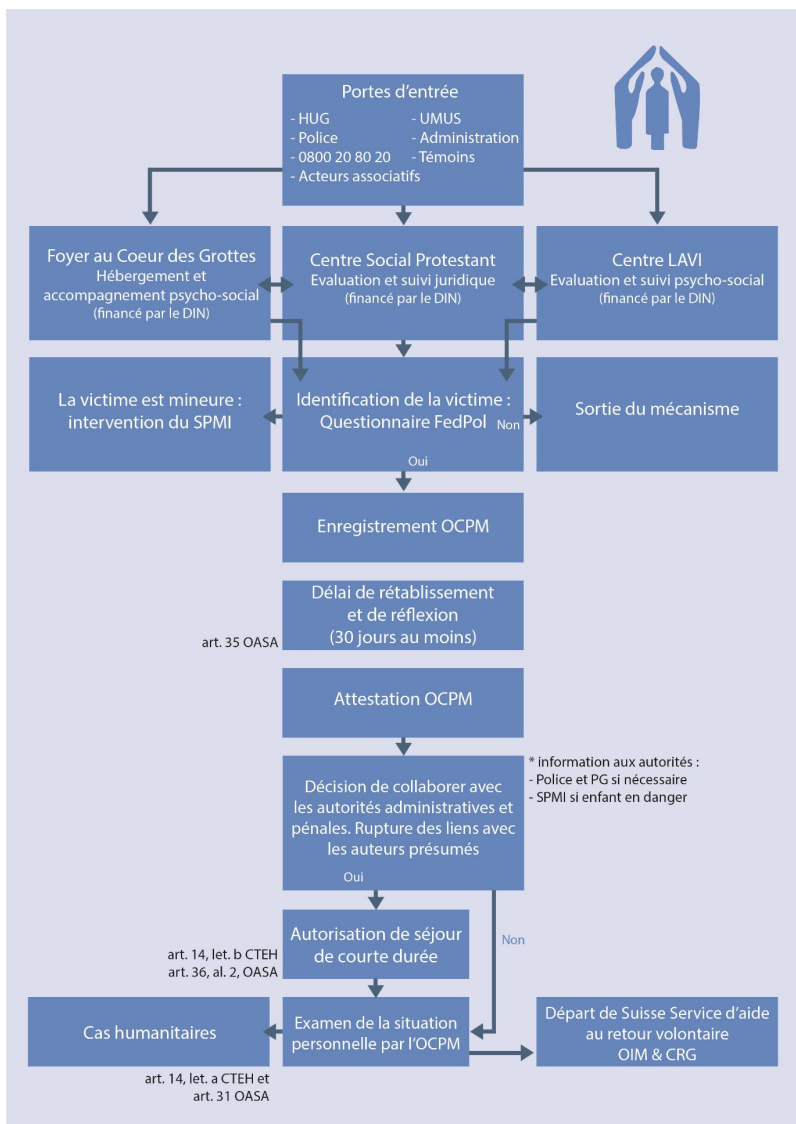 Portes d'entrée
- HUG
- Police
- 0800 20 80 20
- Acteurs associatifs
- UMUS
- Administration
- Témoins
Foyer au Coeur des Grottes
Hébergement et
accompagnement psycho-social
(financé par le DIN)
Centre Social Protestant
Evaluation et suivi juridique
(financé par le DIN)
Centre LAVI
Evaluation et suivi psycho-social
(financé par le DIN)
La victime est mineure :
intervention du SPMI
Identification de la victime :
Questionnaire FedPol
Non
Oui
Sortie du mécanisme
Enregistrement OCPM
Délai de rétablissement
et de réflexion
(30 jours au moins)
art. 35 OASA
Attestation OCPM
Décision de collaborer avec
les autorités administratives et
pénales. Rupture des liens avec
les auteurs présumés
Oui
* information aux autorités :
- Police et PG si nécessaire
- SPMI si enfant en danger
Non
Autorisation de séjour
de courte durée
art. 14, let. b CTEH
art. 36, al. 2, OASA
Cas humanitaires
art. 14, let. a CTEH et
art. 31 OASA
Examen de la situation
personnelle par l'OCPM
Départ de Suisse Service d'aide
au retour volontaire
OIM & CRG